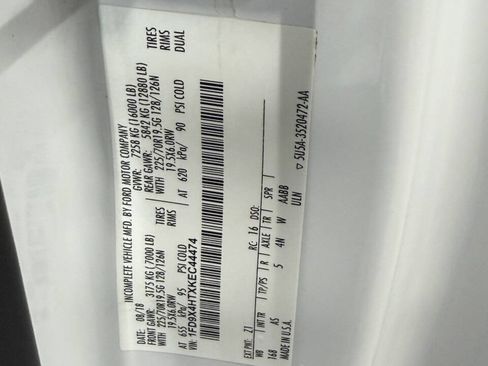 INCOMPLETE VEHICLE MFD. BY FORD MOTOR COMPANY
08/18 GVWR: 7258 KG (16000 LB)
FRONT GAWR: 3175 KG (7000 LB) REAR GAWR: 5842 KG (12880 LB)
WITH 225/70R19.5G 128/126N TIRES WITH 225/70R19.5G 128/126N TIRES
19.5X6.0RW RIMS 19.5X6.0RW RIMS
AT 655 kPa/ 95 PSI COLD AT 620 kPa/ 90 PSI COLD DUAL
VIN: 1FD9X4HTXKEC44474
EXT PNT: Z1 RC: 16 DSO:
WB INT TR TP/PS R AXLE TR SPR
168 AS 5 4N W AABB
MADE IN U.S.A. ULN
▽ 5U5A-3520472-AA